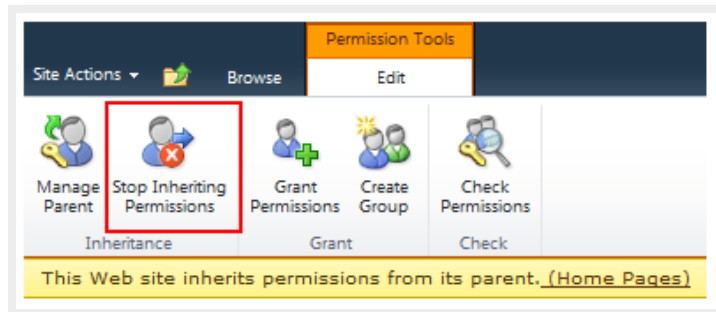 Permission Tools
Site Actions Browse Edit
Manage Parent
Stop Inheriting Permissions
Grant Permissions
Create Group
Check Permissions
Inheritance Grant Check
This Web site inherits permissions from its parent. (Home Pages)